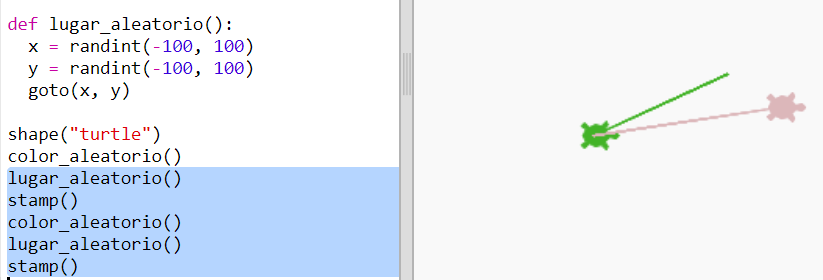 def lugar_aleatorio():
  x = randint(-100, 100)
  y = randint(-100, 100)
  goto(x, y)

shape("turtle")
color_aleatorio()
lugar_aleatorio()
stamp()
color_aleatorio()
lugar_aleatorio()
stamp()